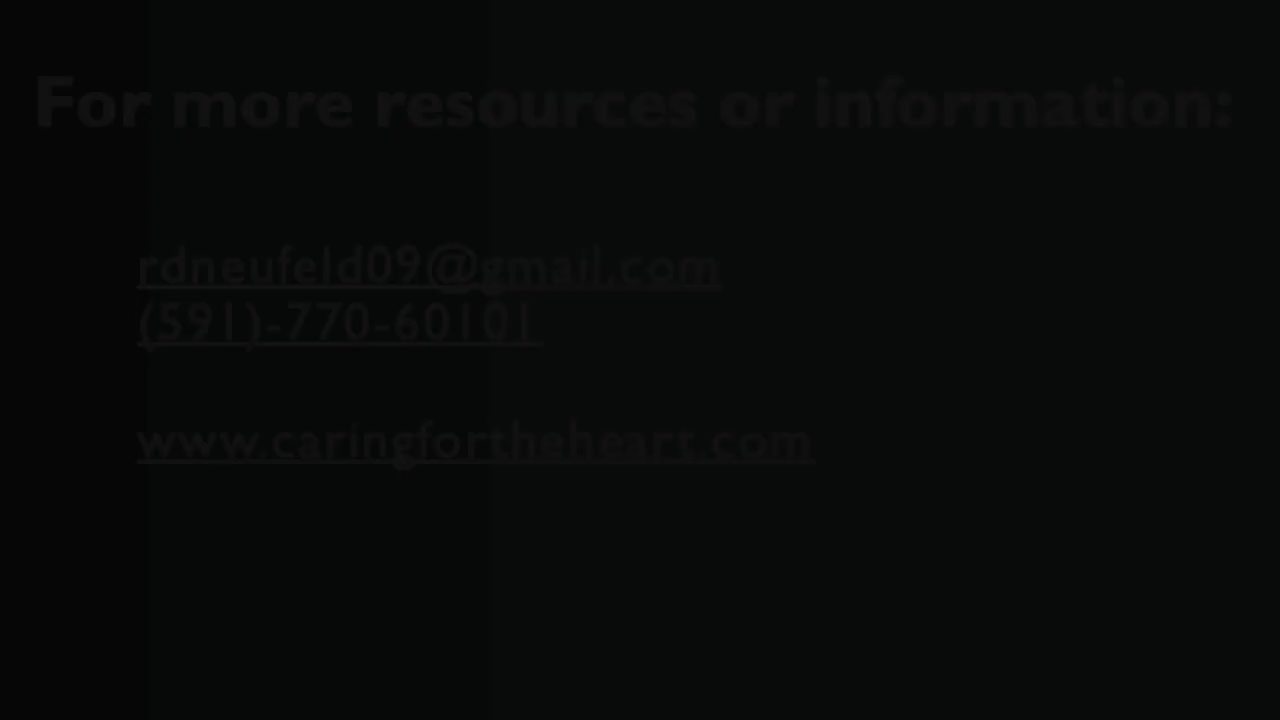 For more resources or information:
rdneufeld09@gmail.com
(591)-770-60101
www.caringfortheheart.com